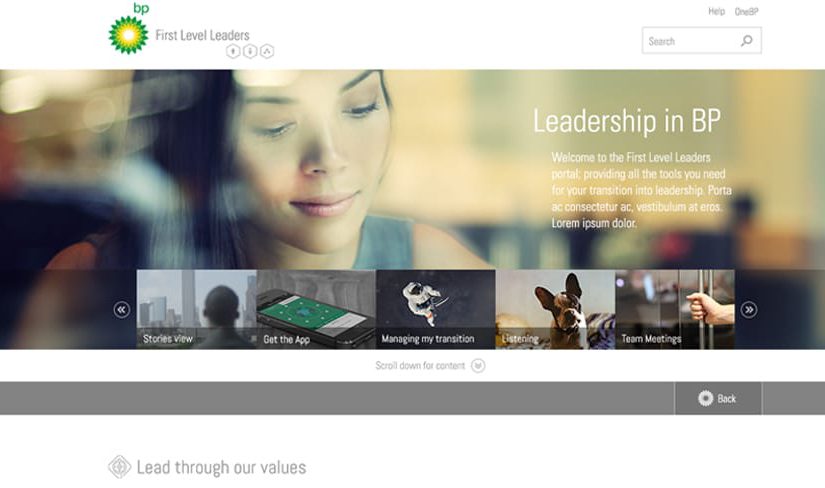 bp
First Level Leaders
Help OneBP
Search
Leadership in BP
Welcome to the First Level Leaders
portal; providing all the tools you need
for your transition into leadership. Porta
ac consectetur ac, vestibulum at eros.
Lorem ipsum dolor.
Stories view
Get the App
Managing my transition
Listening
Team Meetings
Scroll down for content
Back
Lead through our values